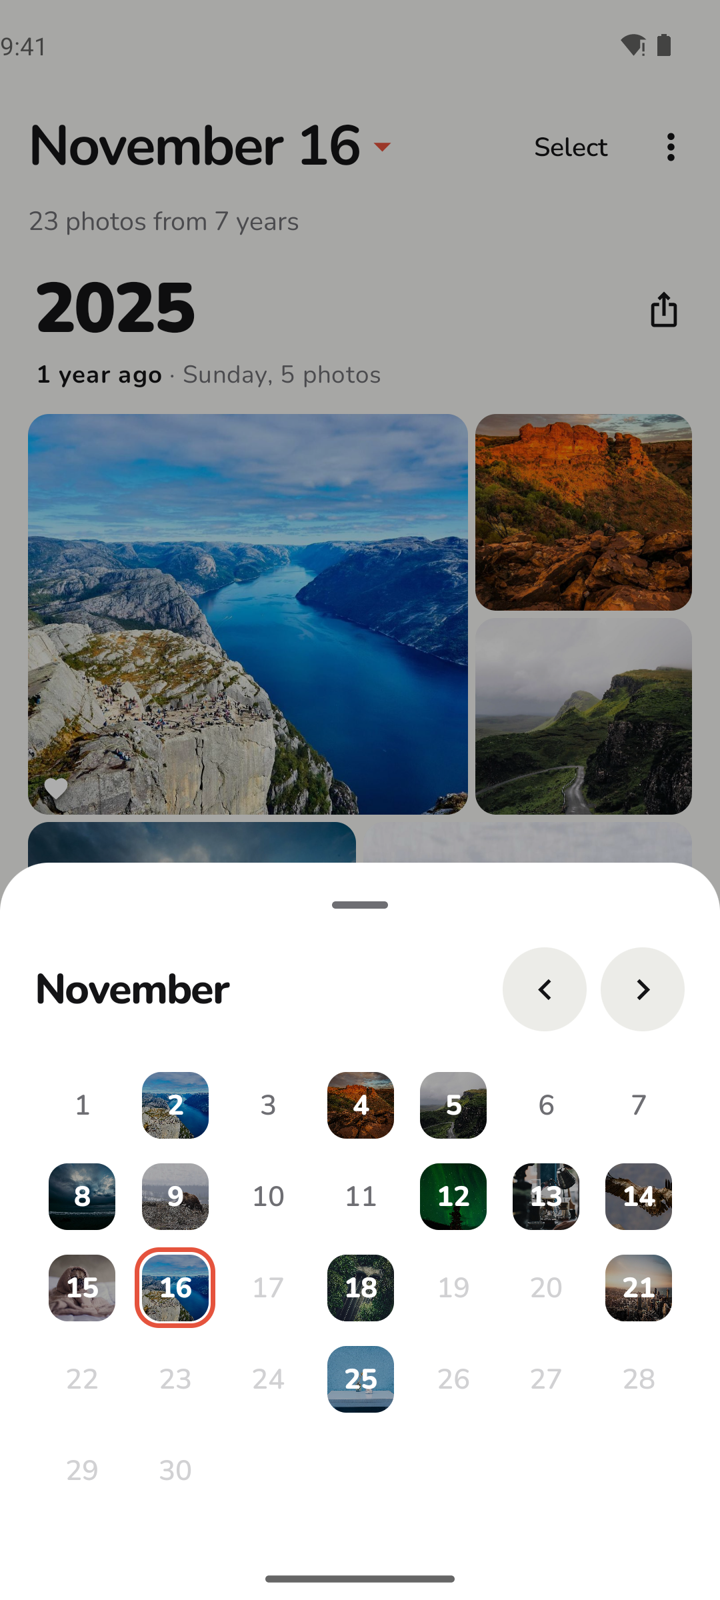 9:41
November 16
Select
23 photos from 7 years
2025
1 year ago · Sunday, 5 photos
November
1 2 3 4 5 6 7
8 9 10 11 12 13 14
15 16 17 18 19 20 21
22 23 24 25 26 27 28
29 30